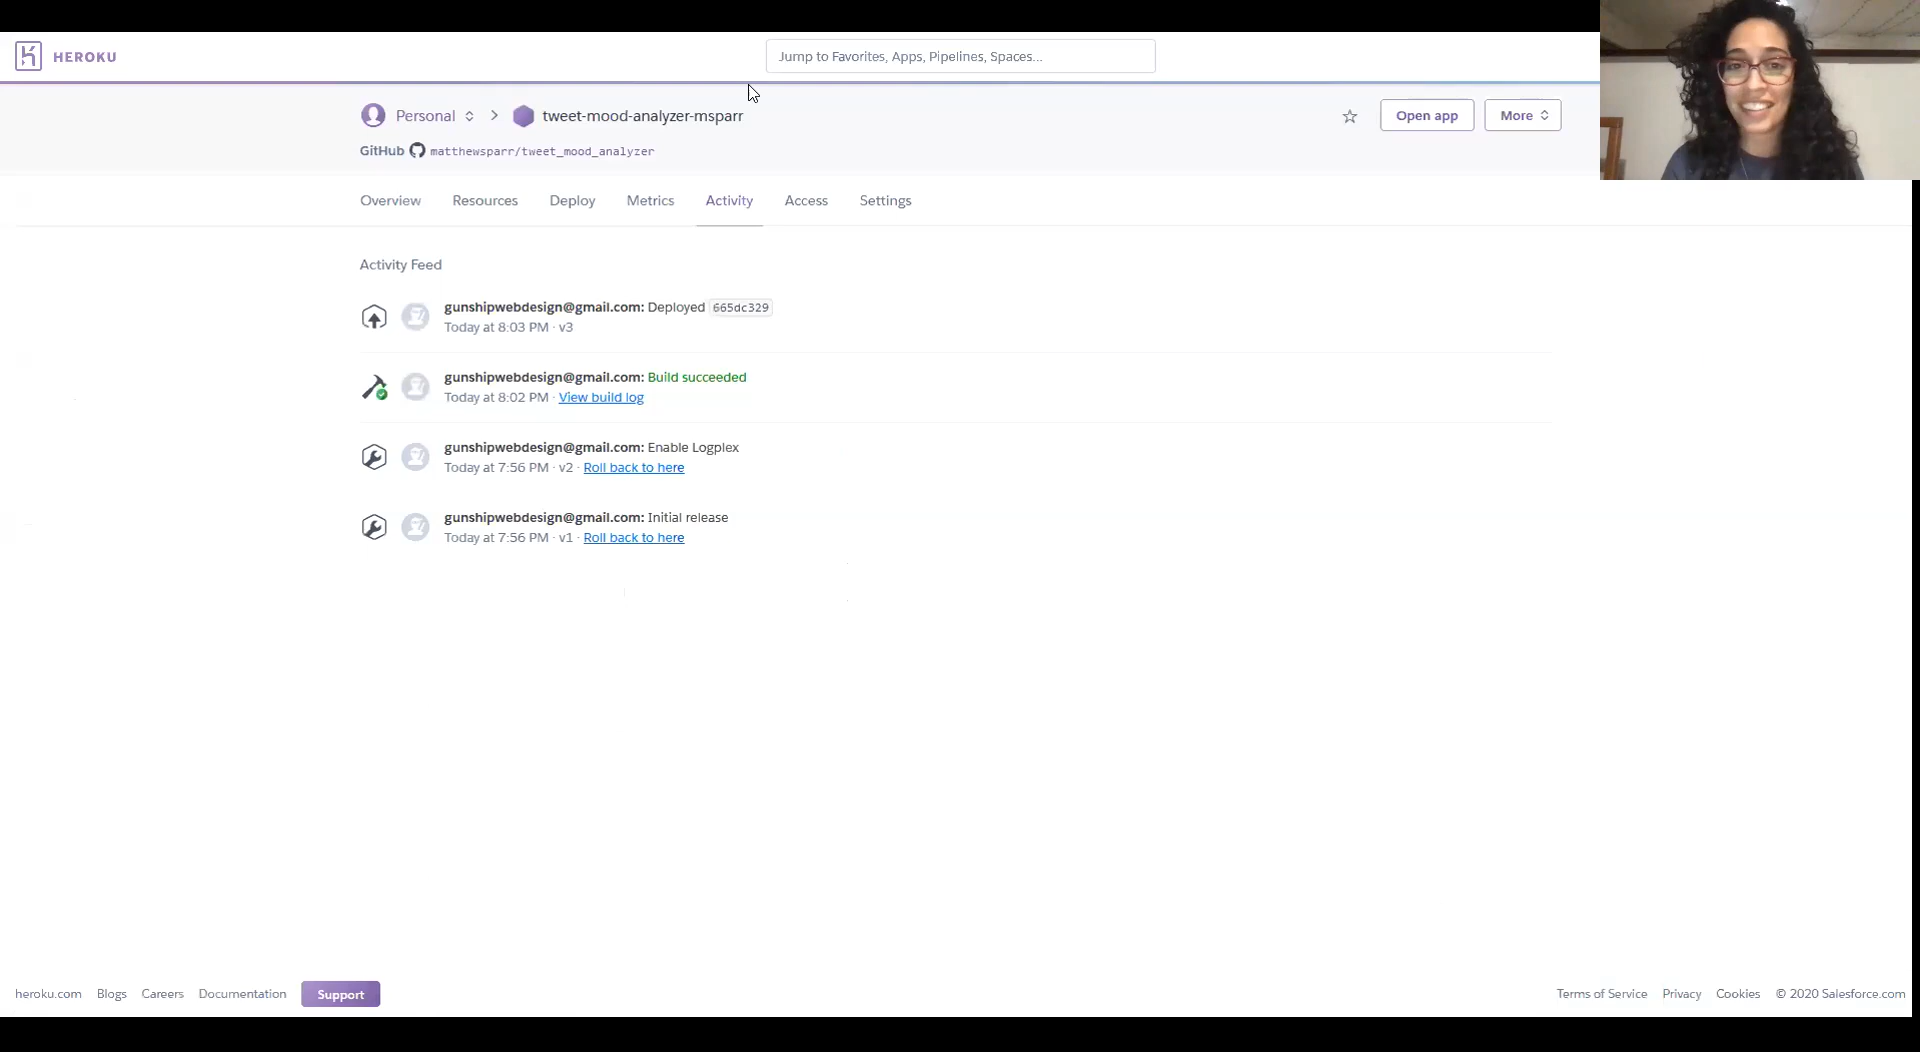 HEROKU
Jump to Favorites, Apps, Pipelines, Spaces...
Personal
tweet-mood-analyzer-msparr
Open app
More
GitHub matthewsparr/tweet_mood_analyzer
Overview
Resources
Deploy
Metrics
Activity
Access
Settings
Activity Feed
gunshipwebdesign@gmail.com: Deployed 665dc329
Today at 8:03 PM · v3
gunshipwebdesign@gmail.com: Build succeeded
Today at 8:02 PM · View build log
gunshipwebdesign@gmail.com: Enable Logplex
Today at 7:56 PM · v2 · Roll back to here
gunshipwebdesign@gmail.com: Initial release
Today at 7:56 PM · v1 · Roll back to here
heroku.com
Blogs
Careers
Documentation
Support
Terms of Service
Privacy
Cookies
© 2020 Salesforce.com